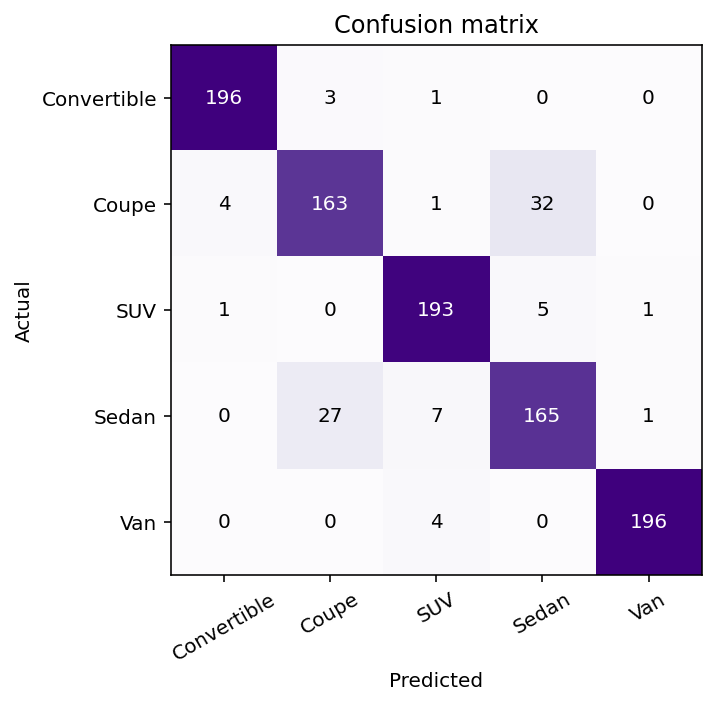 Confusion matrix
Convertible 196 3 1 0 0
Coupe 4 163 1 32 0
SUV 1 0 193 5 1
Sedan 0 27 7 165 1
Van 0 0 4 0 196
Actual
Convertible Coupe SUV Sedan Van
Predicted